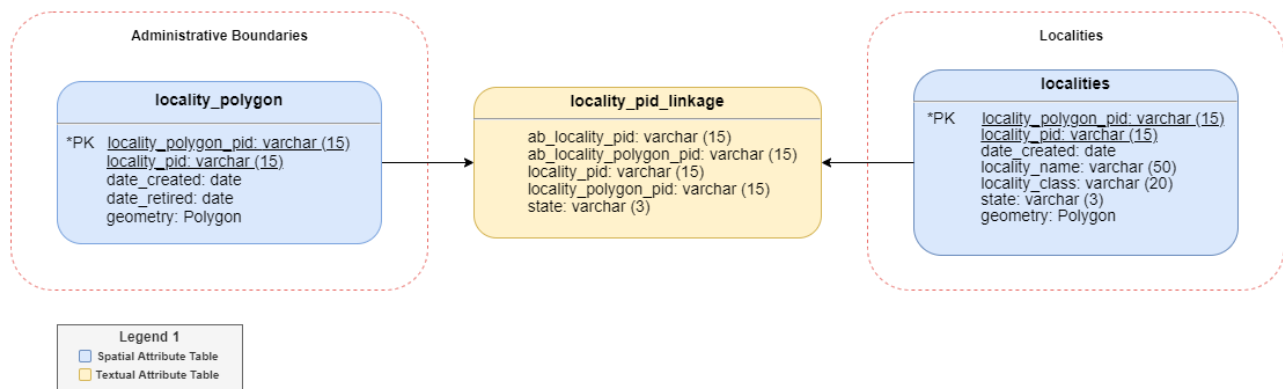 Administrative Boundaries
locality_polygon
*PK locality_polygon_pid: varchar (15)
locality_pid: varchar (15)
date_created: date
date_retired: date
geometry: Polygon
locality_pid_linkage
ab_locality_pid: varchar (15)
ab_locality_polygon_pid: varchar (15)
locality_pid: varchar (15)
locality_polygon_pid: varchar (15)
state: varchar (3)
Localities
localities
*PK locality_polygon_pid: varchar (15)
locality_pid: varchar (15)
date_created: date
locality_name: varchar (50)
locality_class: varchar (20)
state: varchar (3)
geometry: Polygon
Legend 1
Spatial Attribute Table
Textual Attribute Table